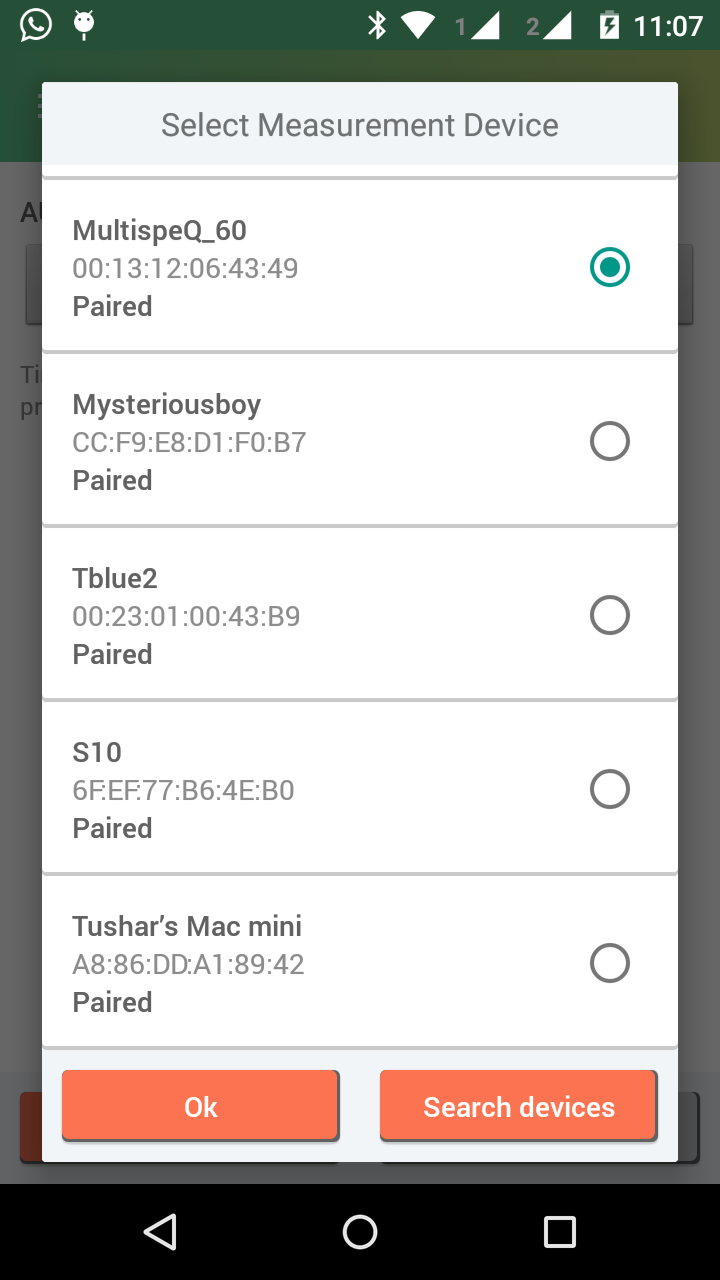 1 2 11:07
Select Measurement Device
MultispeQ_60
00:13:12:06:43:49
Paired
Mysteriousboy
CC:F9:E8:D1:F0:B7
Paired
Tblue2
00:23:01:00:43:B9
Paired
S10
6F:EF:77:B6:4E:B0
Paired
Tushar’s Mac mini
A8:86:DD:A1:89:42
Paired
Ok Search devices